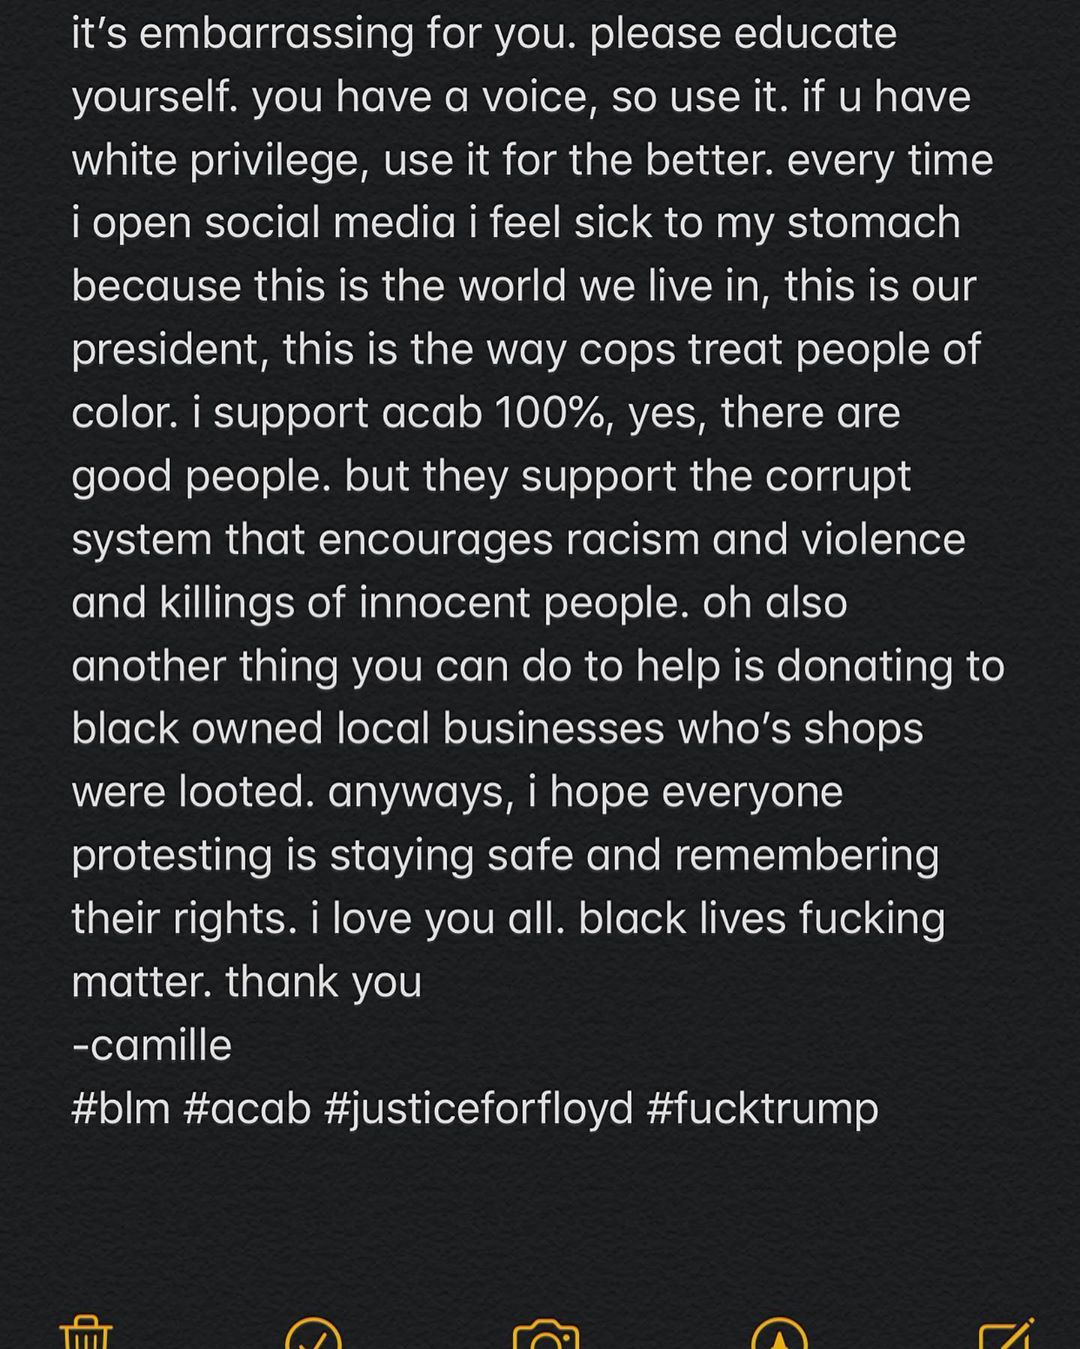 it’s embarrassing for you. please educate
yourself. you have a voice, so use it. if u have
white privilege, use it for the better. every time
i open social media i feel sick to my stomach
because this is the world we live in, this is our
president, this is the way cops treat people of
color. i support acab 100%, yes, there are
good people. but they support the corrupt
system that encourages racism and violence
and killings of innocent people. oh also
another thing you can do to help is donating to
black owned local businesses who’s shops
were looted. anyways, i hope everyone
protesting is staying safe and remembering
their rights. i love you all. black lives fucking
matter. thank you
-camille
#blm #acab #justiceforfloyd #fucktrump